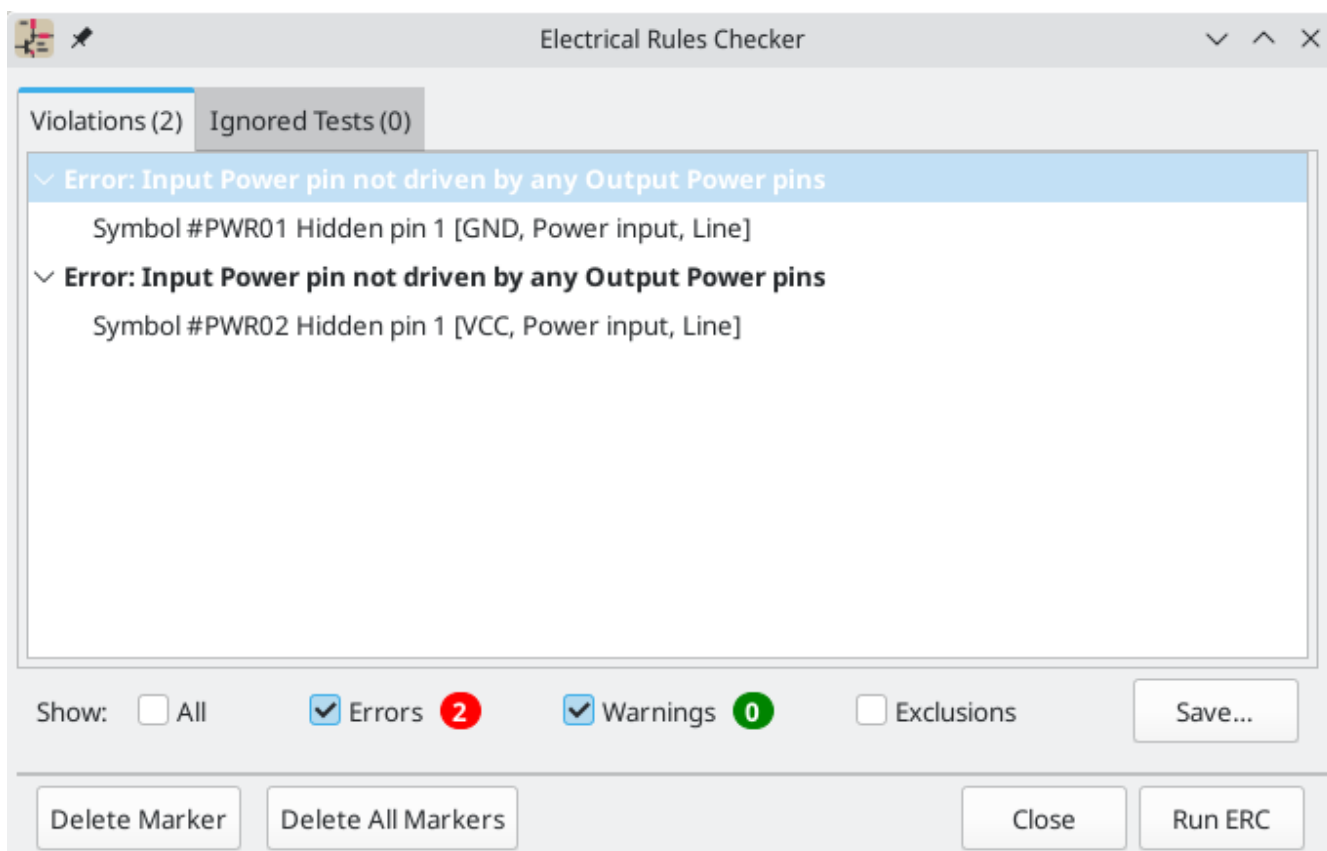 Electrical Rules Checker
Violations (2) Ignored Tests (0)
Error: Input Power pin not driven by any Output Power pins
Symbol #PWR01 Hidden pin 1 [GND, Power input, Line]
Error: Input Power pin not driven by any Output Power pins
Symbol #PWR02 Hidden pin 1 [VCC, Power input, Line]
Show: All Errors 2 Warnings 0 Exclusions Save...
Delete Marker Delete All Markers Close Run ERC